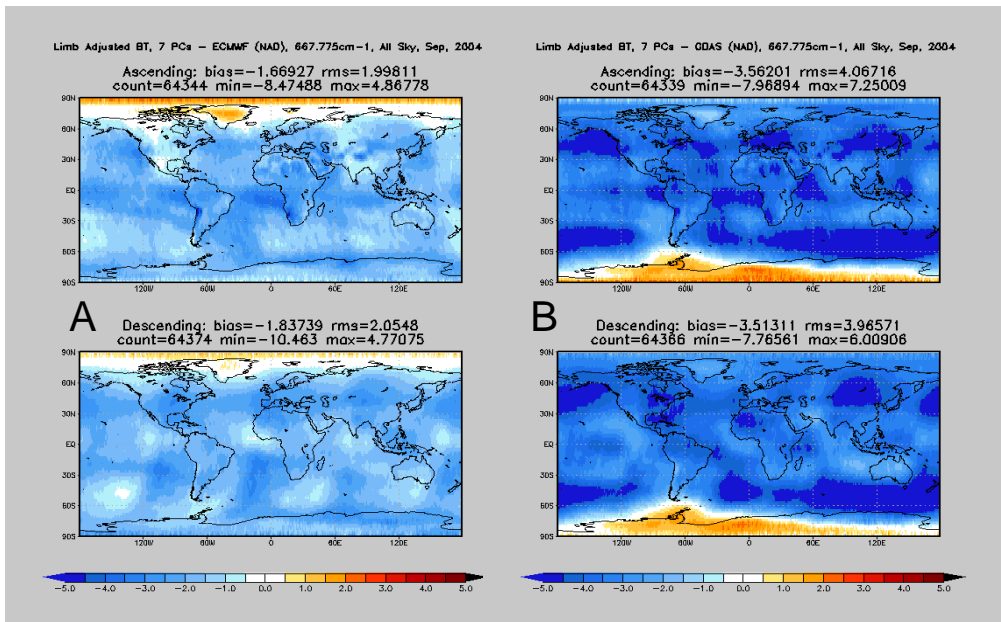 Limb Adjusted BT, 7 PCs – ECMWF (NAD), 667.775cm–1, All Sky, Sep, 2004
Ascending: bias=–1.66927 rms=1.99811
count=64344 min=–8.47488 max=4.86778
90N
60N
30N
EQ
30S
60S
90S
120W
60W
0
60E
120E
A
Descending: bias=–1.83739 rms=2.0548
count=64374 min=–10.463 max=4.77075
90N
60N
30N
EQ
30S
60S
90S
120W
60W
0
60E
120E
–5.0
–4.0
–3.0
–2.0
–1.0
0.0
1.0
2.0
3.0
4.0
5.0
Limb Adjusted BT, 7 PCs – GDAS (NAD), 667.775cm–1, All Sky, Sep, 2004
Ascending: bias=–3.56201 rms=4.06716
count=64339 min=–7.96894 max=7.25009
90N
60N
30N
EQ
30S
60S
90S
120W
60W
0
60E
120E
B
Descending: bias=–3.51311 rms=3.96571
count=64366 min=–7.76561 max=6.00906
90N
60N
30N
EQ
30S
60S
90S
120W
60W
0
60E
120E
–5.0
–4.0
–3.0
–2.0
–1.0
0.0
1.0
2.0
3.0
4.0
5.0